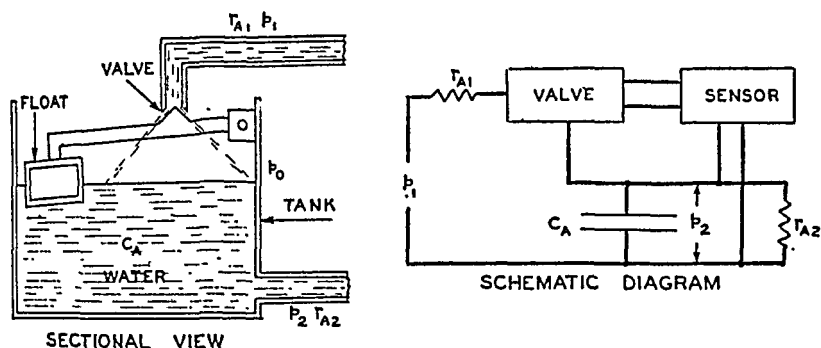 r_A1 p_1
VALVE
FLOAT
O
p_0
TANK
C_A
WATER
p_2 r_A2
SECTIONAL VIEW
r_A1
VALVE
SENSOR
p_1
C_A
p_2
r_A2
SCHEMATIC DIAGRAM